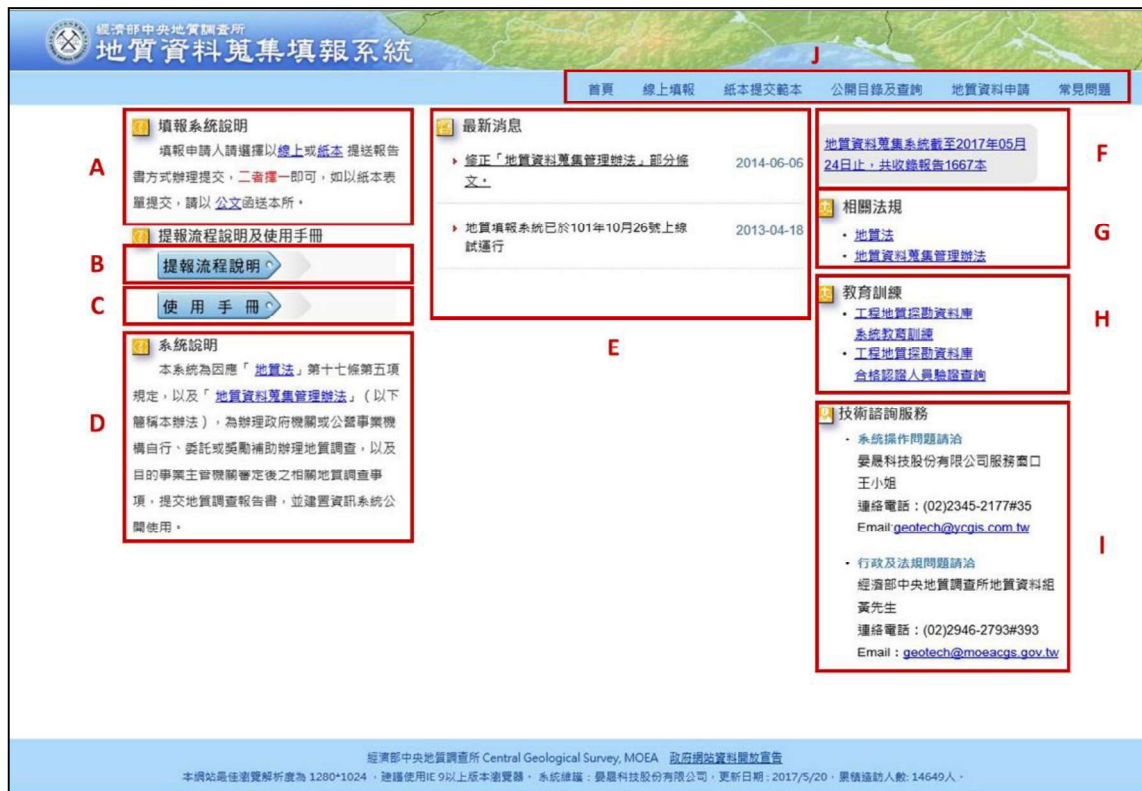 經濟部中央地質調查所
地質資料蒐集填報系統
J
首頁 線上填報 紙本提交範本 公開目錄及查詢 地質資料申請 常見問題
A
填報系統說明
填報申請人請選擇以線上或紙本 提送報告
書方式辦理提交，二者擇一即可，如以紙本表
單提交，請以 公文函送本所。
提報流程說明及使用手冊
B
提報流程說明
C
使 用 手 冊
D
系統說明
本系統為因應「 地質法」第十七條第五項
規定，以及「 地質資料蒐集管理辦法」（以下
簡稱本辦法），為辦理政府機關或公營事業機
構自行、委託或獎勵補助辦理地質調查，以及
目的事業主管機關審定後之相關地質調查事
項，提交地質調查報告書，並建置資訊系統公
開使用。
最新消息
修正「地質資料蒐集管理辦法」部分條 2014-06-06
文。
地質填報系統已於101年10月26號上線 2013-04-18
試運行
E
地質資料蒐集系統截至2017年05月
24日止，共收錄報告1667本
F
相關法規
• 地質法
• 地質資料蒐集管理辦法
G
教育訓練
• 工程地質探勘資料庫
系統教育訓練
• 工程地質探勘資料庫
合格認證人員驗證查詢
H
技術諮詢服務
• 系統操作問題請洽
晏晟科技股份有限公司服務窗口
王小姐
連絡電話：(02)2345-2177#35
Email:geotech@ycgis.com.tw
• 行政及法規問題請洽
經濟部中央地質調查所地質資料組
黃先生
連絡電話：(02)2946-2793#393
Email：geotech@moeacgs.gov.tw
I
經濟部中央地質調查所 Central Geological Survey, MOEA 政府網站資料開放宣告
本網站最佳瀏覽解析度為 1280*1024 ，建議使用IE 9以上版本瀏覽器。 系統維護：晏晟科技股份有限公司，更新日期：2017/5/20，累積造訪人數: 14649人。